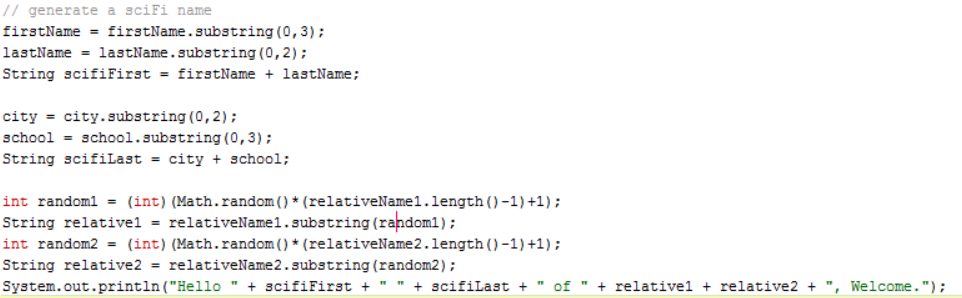 // generate a sciFi name
firstName = firstName.substring(0,3);
lastName = lastName.substring(0,2);
String scifiFirst = firstName + lastName;
city = city.substring(0,2);
school = school.substring(0,3);
String scifiLast = city + school;
int random1 = (int)(Math.random()*(relativeName1.length()-1)+1);
String relative1 = relativeName1.substring(random1);
int random2 = (int)(Math.random()*(relativeName2.length()-1)+1);
String relative2 = relativeName2.substring(random2);
System.out.println("Hello " + scifiFirst + " " + scifiLast + " of " + relative1 + relative2 + ", Welcome.");